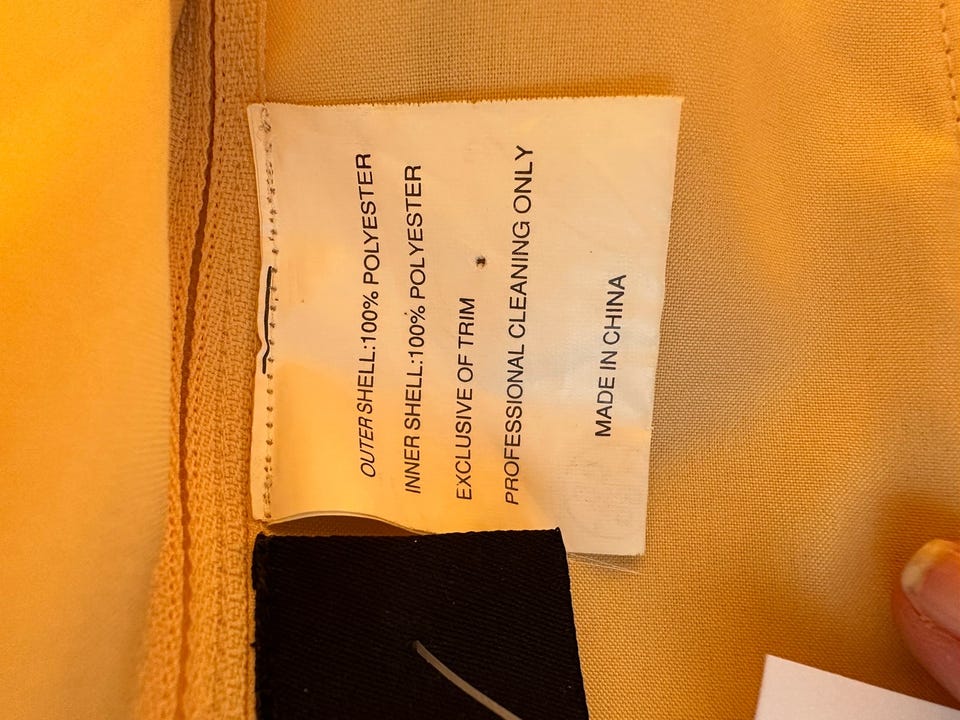 OUTER SHELL:100% POLYESTER
INNER SHELL:100% POLYESTER
EXCLUSIVE OF TRIM
PROFESSIONAL CLEANING ONLY
MADE IN CHINA